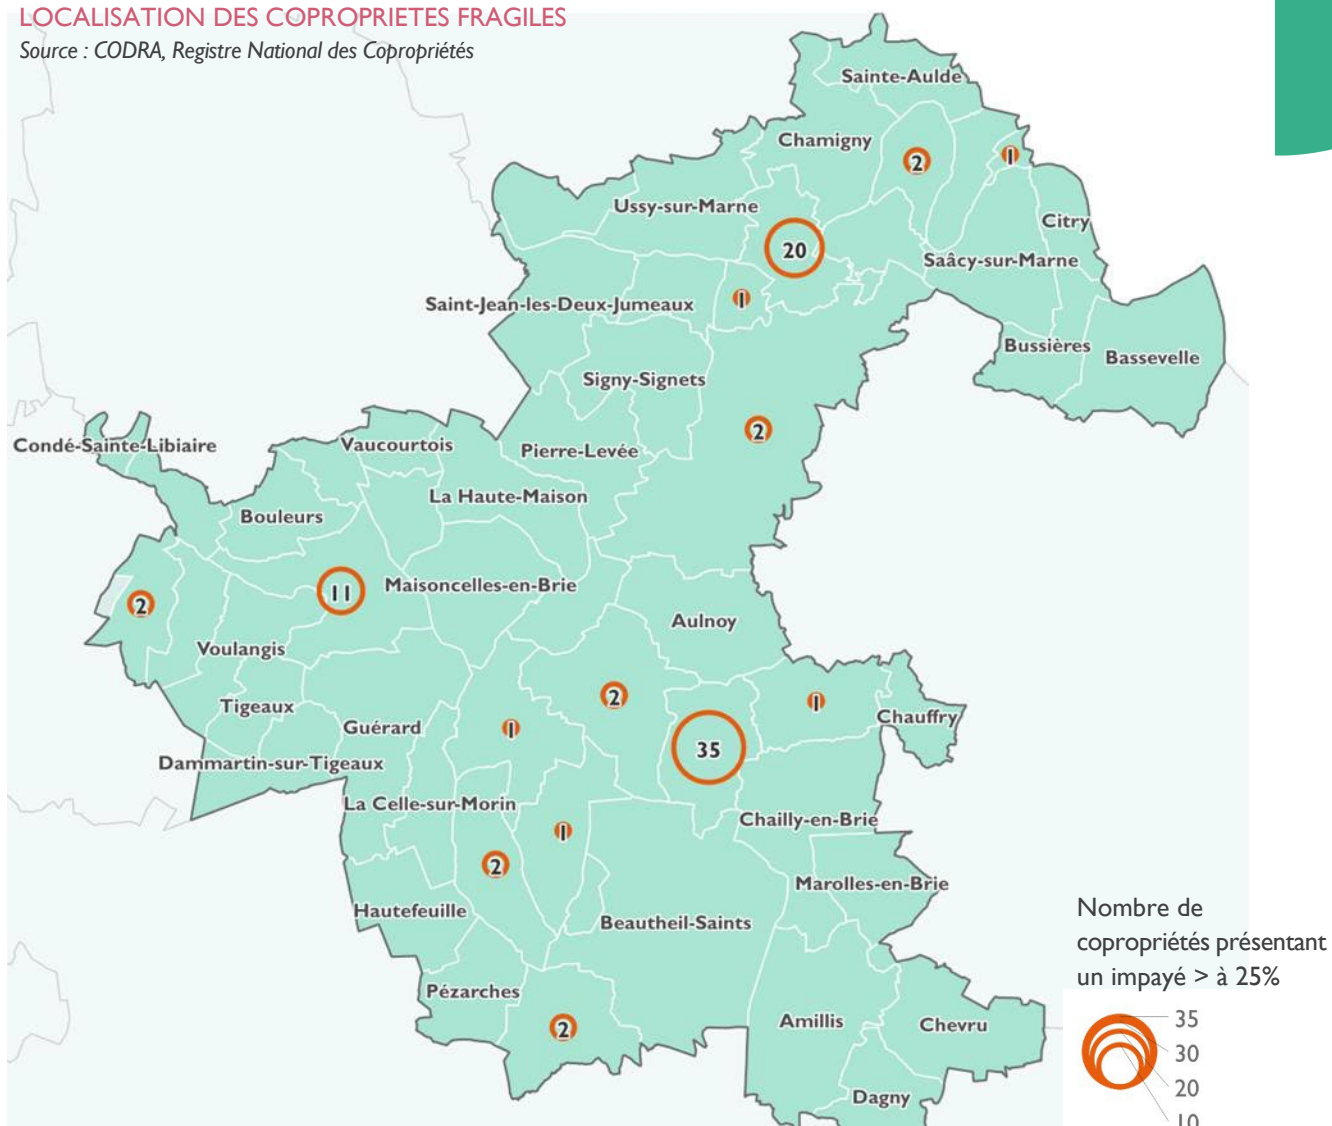 LOCALISATION DES COPROPRIETES FRAGILES
Source : CODRA, Registre National des Copropriétés
Sainte-Aulde
Chamigny
2
1
Ussy-sur-Marne
Citry
20
Saâcy-sur-Marne
Saint-Jean-les-Deux-Jumeaux
1
Bussières
Bassevelle
Signy-Signets
2
Condé-Sainte-Libiaire
Vaucourtois
Pierre-Levée
La Haute-Maison
Bouleurs
11
Maisoncelles-en-Brie
2
Aulnoy
Voulangis
2
1
Tigeaux
Guérard
1
Chauffry
35
Dammartin-sur-Tigeaux
La Celle-sur-Morin
1
Chailly-en-Brie
2
Marolles-en-Brie
Hautefeuille
Beautheil-Saints
Pézarches
2
Amillis
Chevru
Dagny
Nombre de
copropriétés présentant
un impayé > à 25%
35
30
20
10